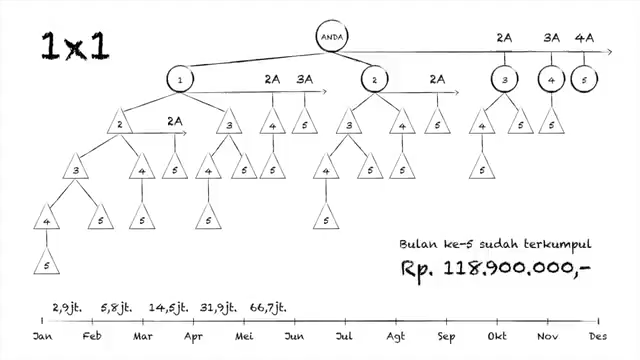 1x1
ANDA
2A 3A 4A
1 2A 3A 2 2A 3 4 5
2 2A 3 4 5 3 4 5 4 5 5
3 4 5 4 5 5 4 5 5 5
4 5 5 5 5
5
Bulan ke-5 sudah terkumpul
Rp. 118.900.000,-
2,9jt. 5,8jt. 14,5jt. 31,9jt. 66,7jt.
Jan Feb Mar Apr Mei Jun Jul Agt Sep Okt Nov Des